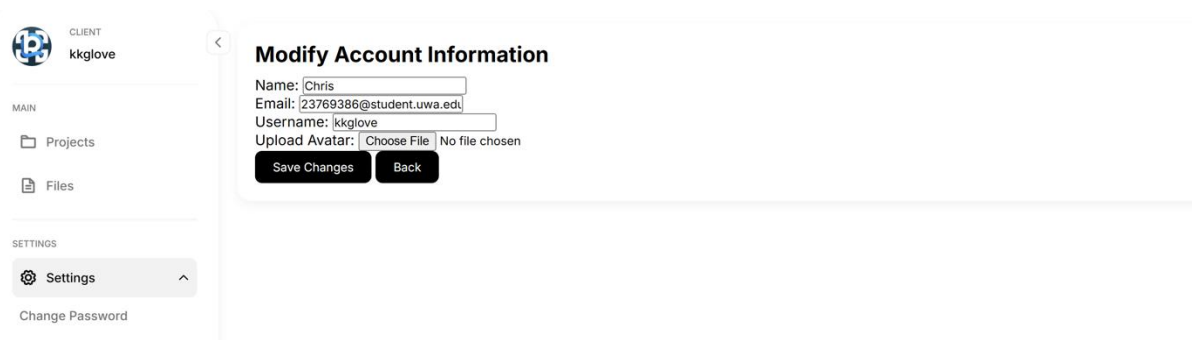 CLIENT
kkglove
MAIN
Projects
Files
SETTINGS
Settings
Change Password
Modify Account Information
Name: Chris
Email: 23769386@student.uwa.edu
Username: kkglove
Upload Avatar: Choose File No file chosen
Save Changes Back